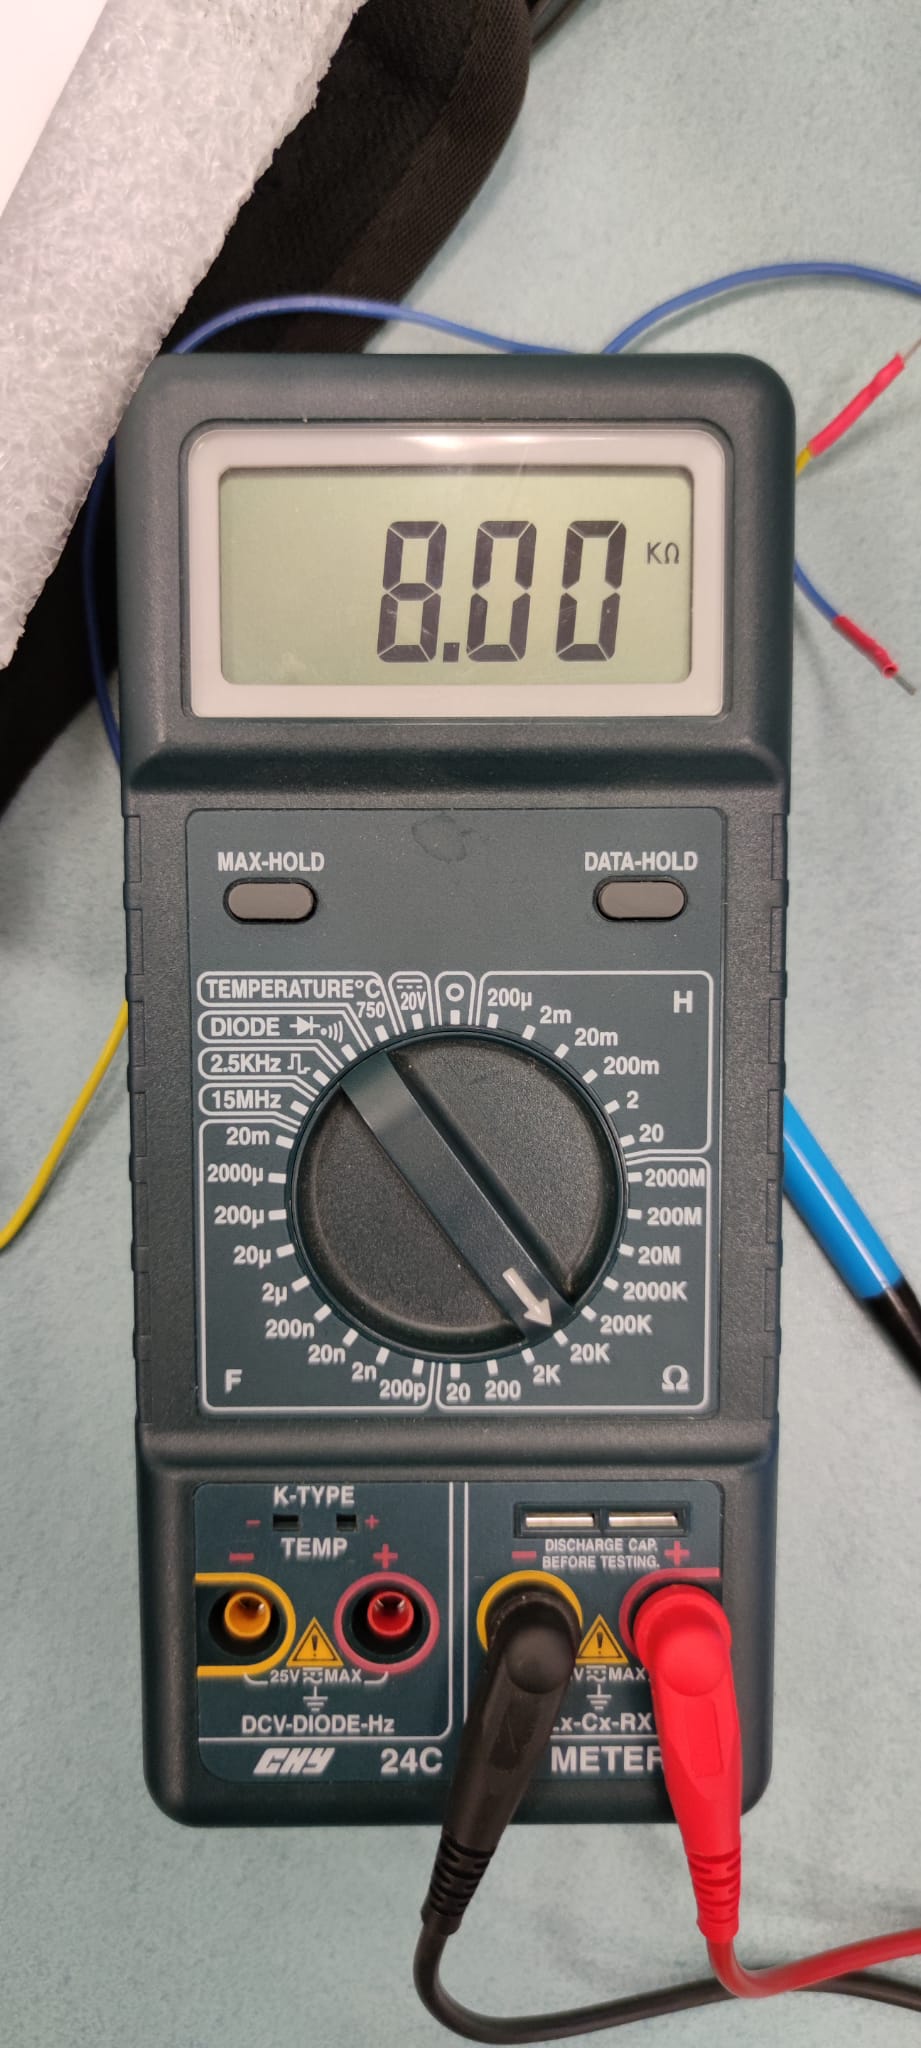 8.00 KΩ
MAX-HOLD DATA-HOLD
TEMPERATURE°C
750
20V
DIODE
2.5KHz
15MHz
200µ
2m
20m
200m
2
20
H
20m
2000µ
200µ
20µ
2µ
200n
20n
2n
200p
F
2000M
200M
20M
2000K
200K
20K
2K
200
20
Ω
K-TYPE
- +
TEMP
- +
25V MAX
DCV-DIODE-Hz
DISCHARGE CAP.
BEFORE TESTING.
- +
V MAX
x-Cx-RX
CHY 24C METER